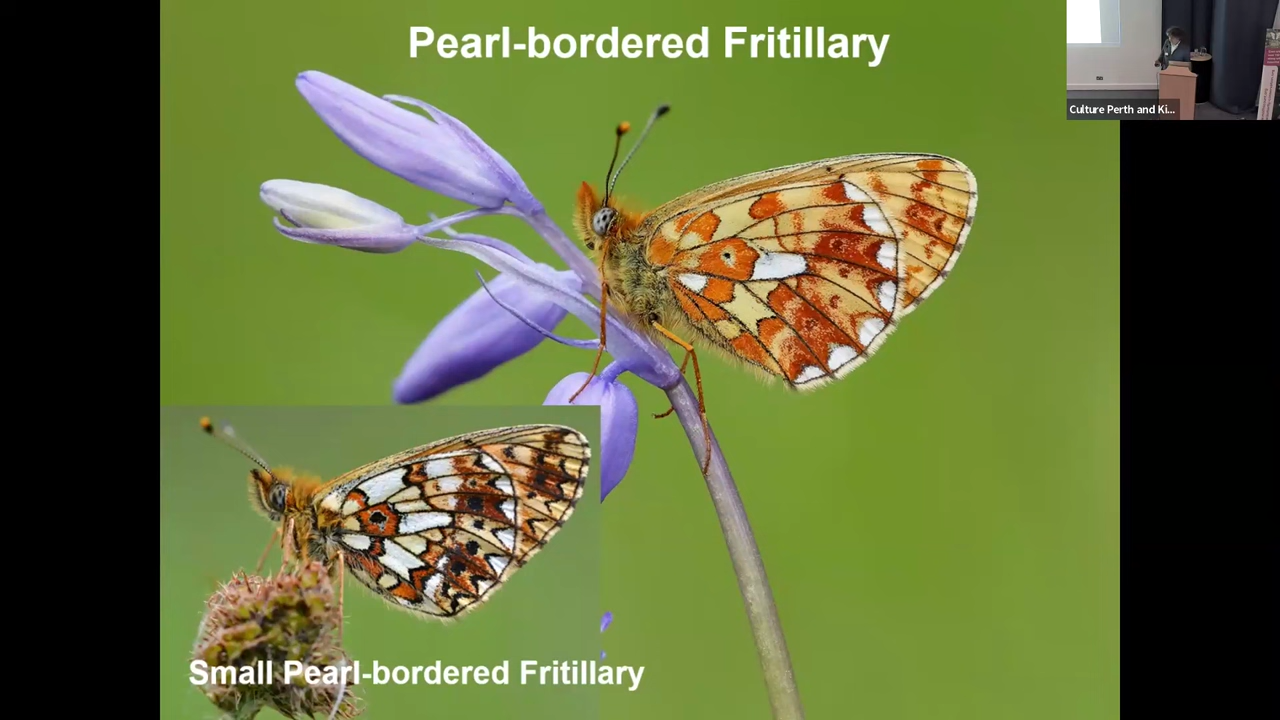 Pearl-bordered Fritillary
Culture Perth and Ki...
Small Pearl-bordered Fritillary